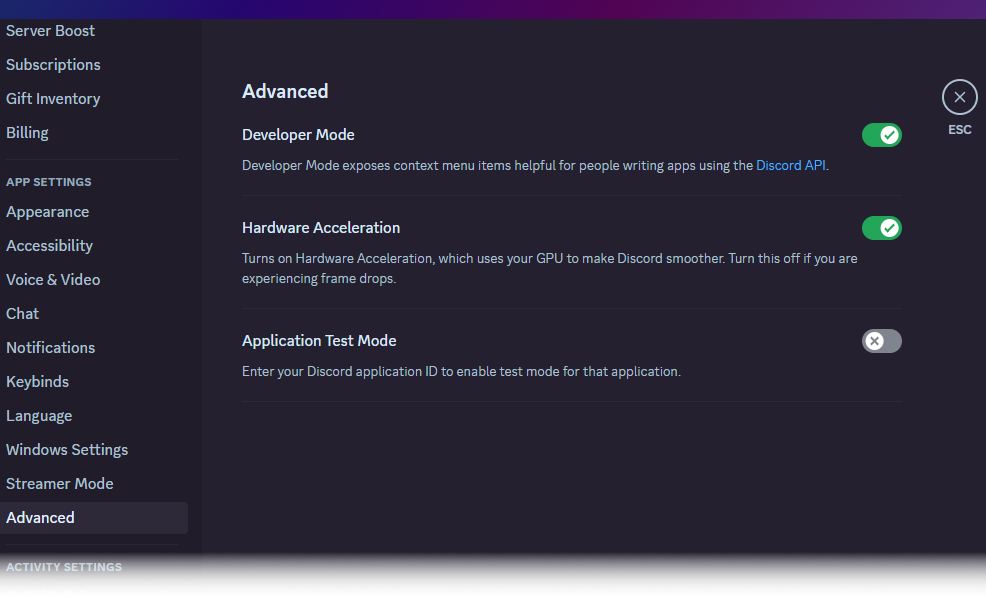 Server Boost
Subscriptions
Gift Inventory
Billing
APP SETTINGS
Appearance
Accessibility
Voice & Video
Chat
Notifications
Keybinds
Language
Windows Settings
Streamer Mode
Advanced
ACTIVITY SETTINGS
Advanced
Developer Mode
Developer Mode exposes context menu items helpful for people writing apps using the Discord API.
Hardware Acceleration
Turns on Hardware Acceleration, which uses your GPU to make Discord smoother. Turn this off if you are
experiencing frame drops.
Application Test Mode
Enter your Discord application ID to enable test mode for that application.
ESC